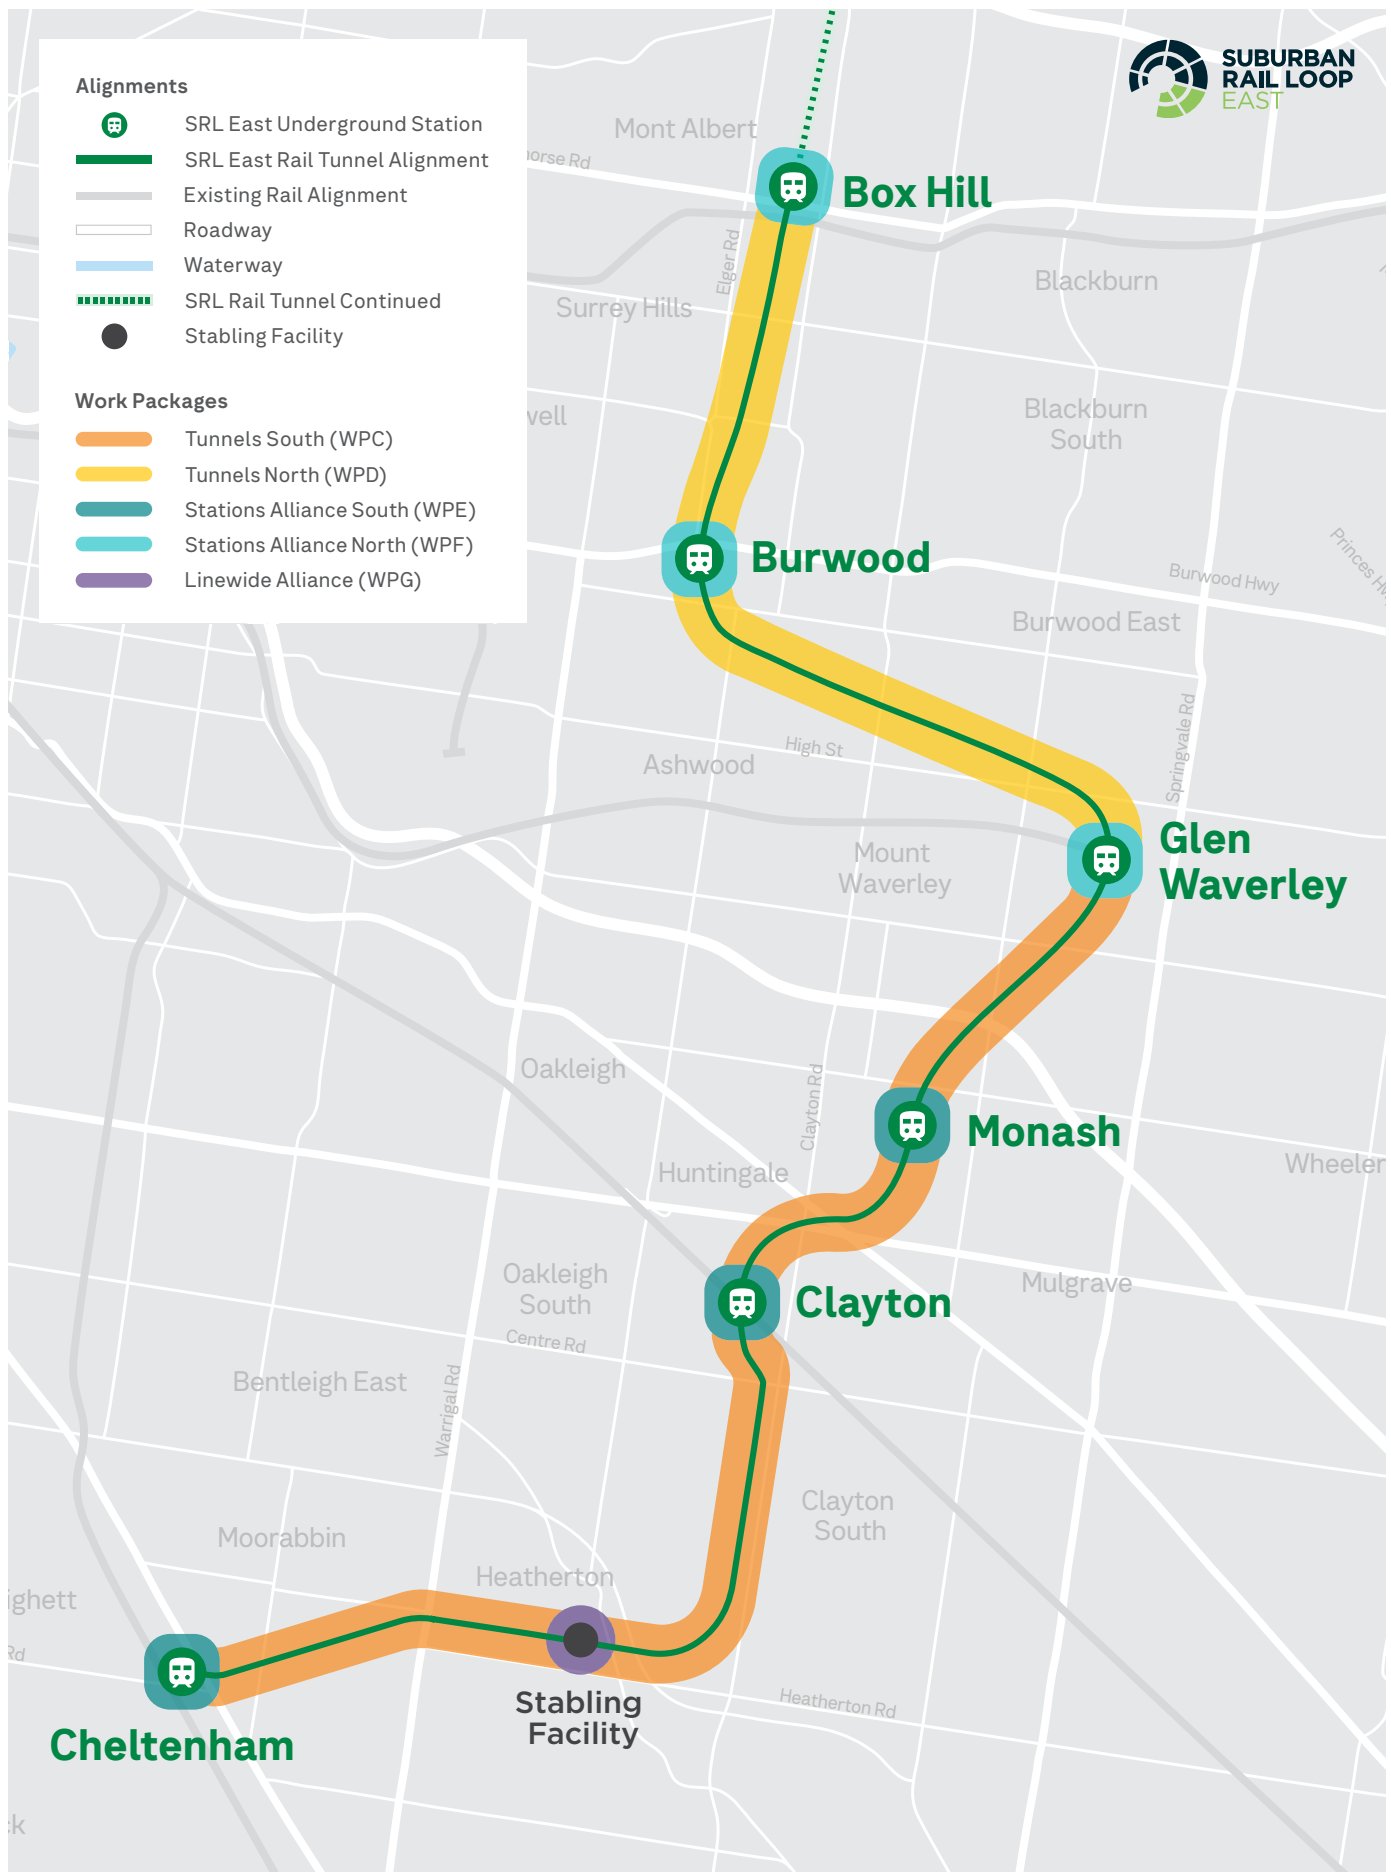 SUBURBAN
RAIL LOOP
EAST
Alignments
SRL East Underground Station
SRL East Rail Tunnel Alignment
Existing Rail Alignment
Roadway
Waterway
SRL Rail Tunnel Continued
Stabling Facility
Work Packages
Tunnels South (WPC)
Tunnels North (WPD)
Stations Alliance South (WPE)
Stations Alliance North (WPF)
Linewide Alliance (WPG)
Mont Albert
Rd
Box Hill
Elger Rd
Blackburn
Surrey Hills
Blackburn
South
Burwood
Princes
Burwood Hwy
Burwood East
Springvale Rd
High St
Ashwood
Glen
Waverley
Mount
Waverley
Oakleigh
Clayton Rd
Monash
Wheeler
Huntingale
Oakleigh
South
Mulgrave
Clayton
Centre Rd
Bentleigh East
Warrigal Rd
Clayton
South
Moorabbin
Heatherton
ighett
Rd
Stabling
Facility
Heatherton Rd
Cheltenham